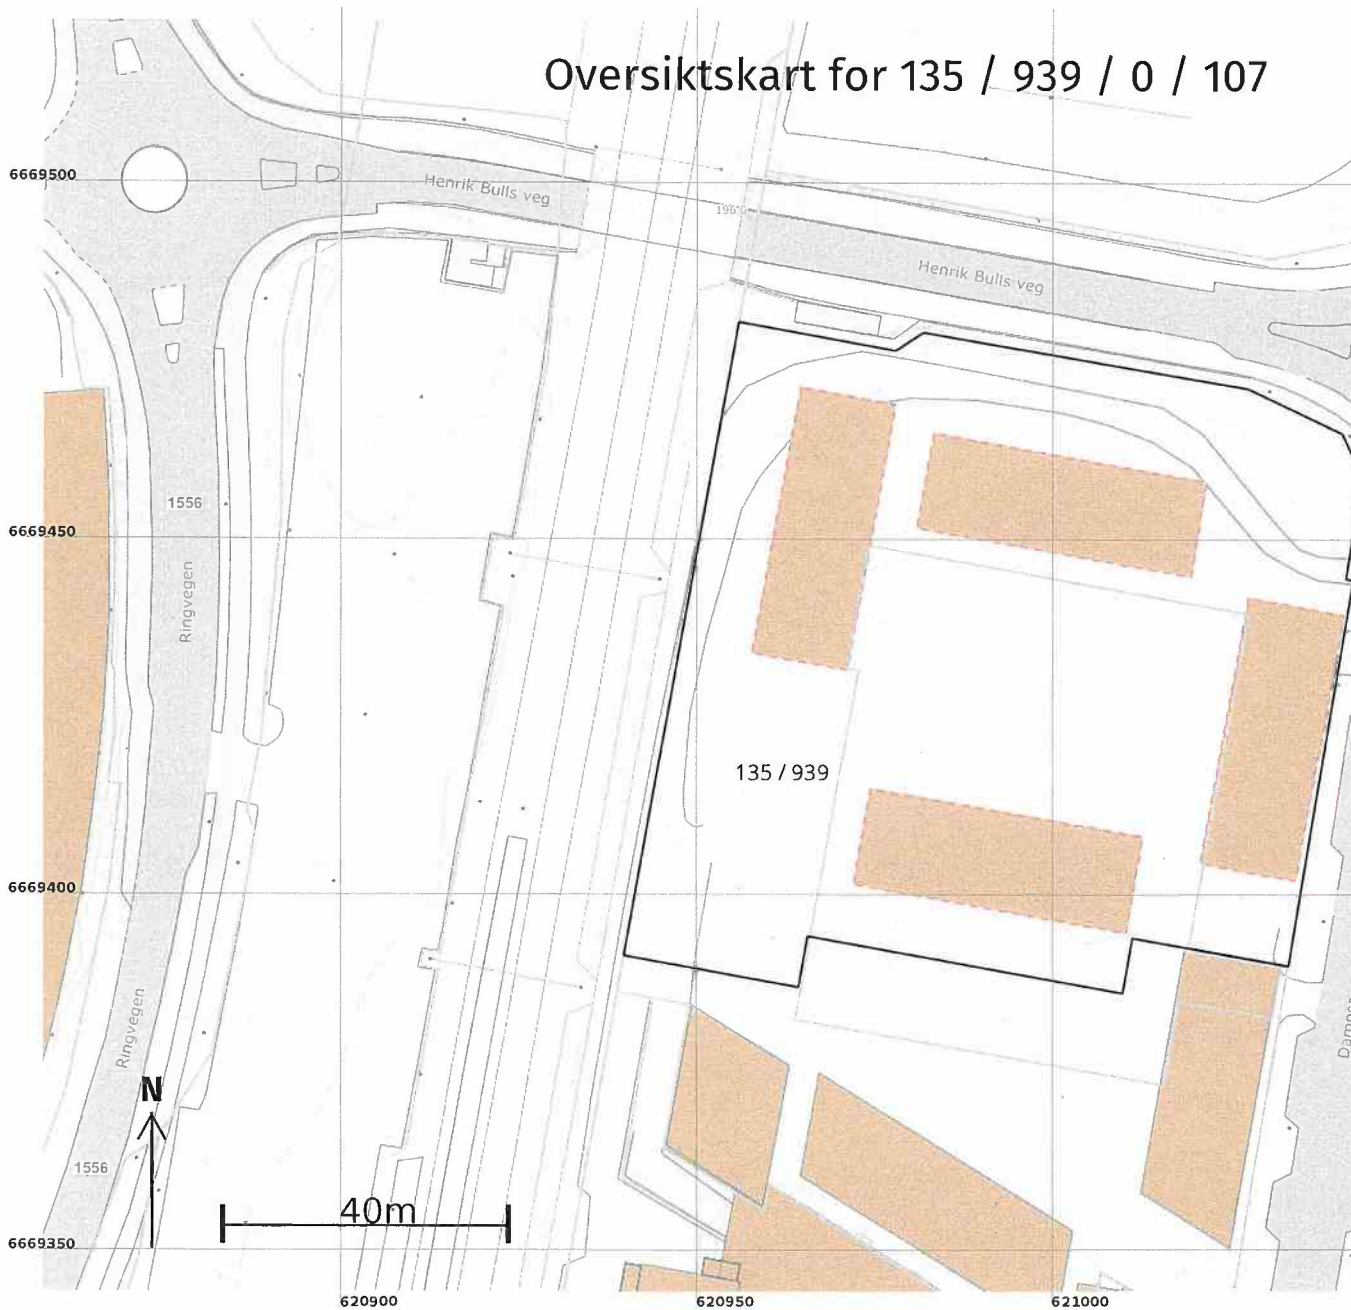 Oversiktskart for 135 / 939 / 0 / 107
6669500
Henrik Bulls veg
Henrik Bulls veg
1556
6669450
Ringvegen
135 / 939
6669400
Ringvegen
N
1556
40m
6669350
620900
620950
621000